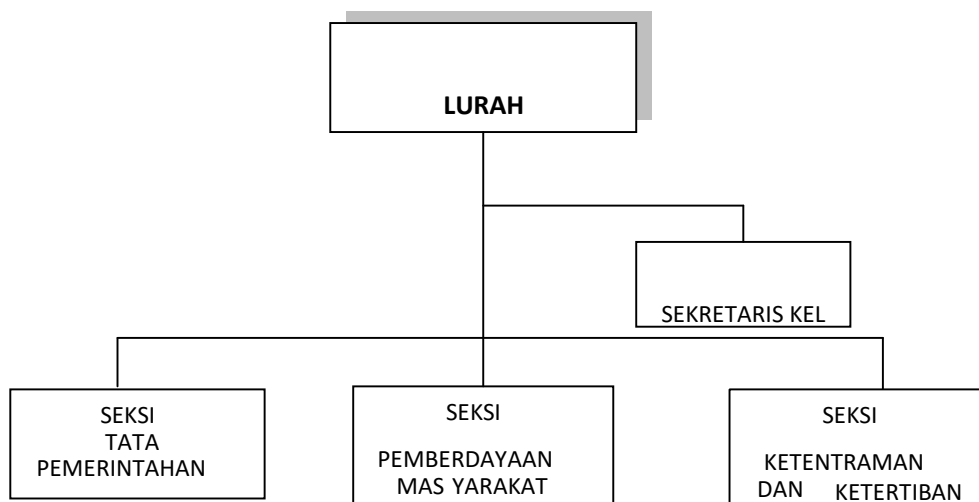 LURAH
SEKRETARIS KEL
SEKSI
TATA
PEMERINTAHAN
SEKSI
PEMBERDAYAAN
MAS YARAKAT
SEKSI
KETENTRAMAN
DAN KETERTIBAN